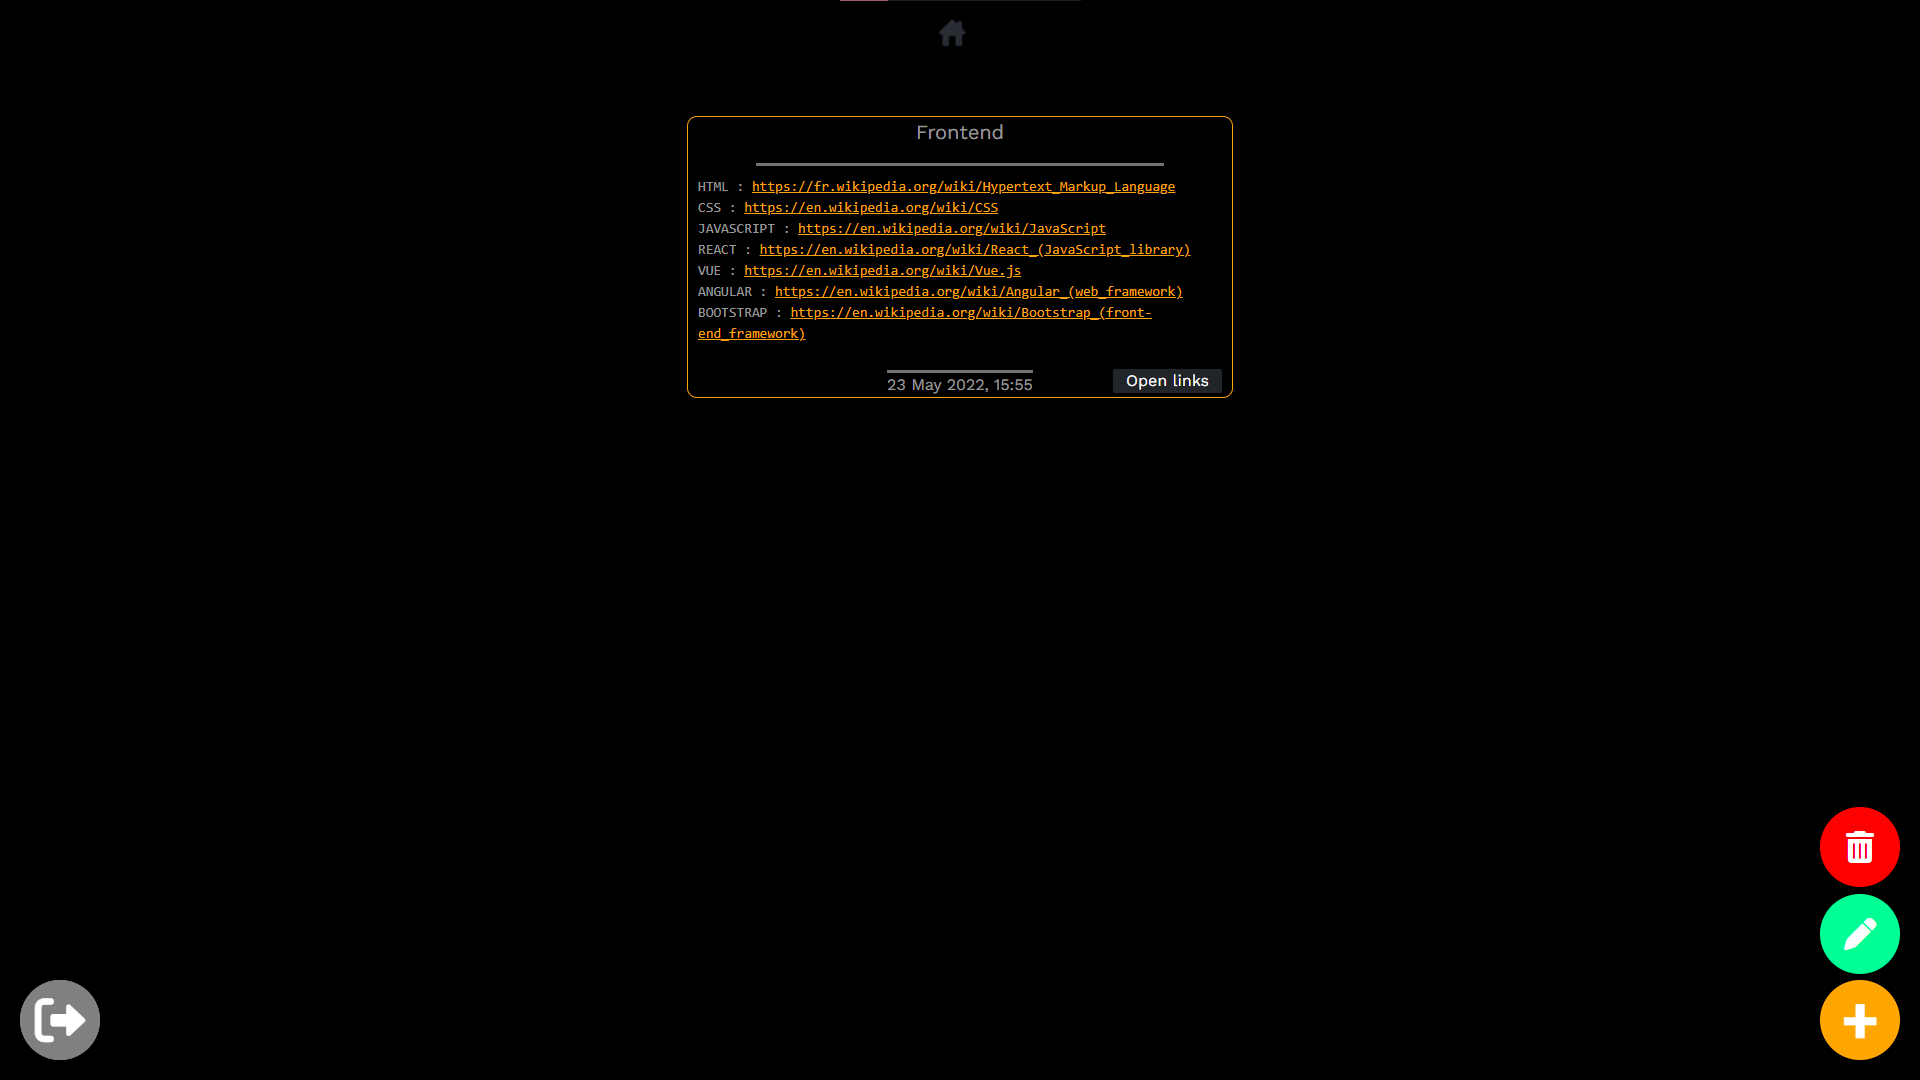 Frontend
HTML : https://fr.wikipedia.org/wiki/Hypertext_Markup_Language
CSS : https://en.wikipedia.org/wiki/CSS
JAVASCRIPT : https://en.wikipedia.org/wiki/JavaScript
REACT : https://en.wikipedia.org/wiki/React_(JavaScript_library)
VUE : https://en.wikipedia.org/wiki/Vue.js
ANGULAR : https://en.wikipedia.org/wiki/Angular_(web_framework)
BOOTSTRAP : https://en.wikipedia.org/wiki/Bootstrap_(front-
end_framework)
23 May 2022, 15:55
Open links